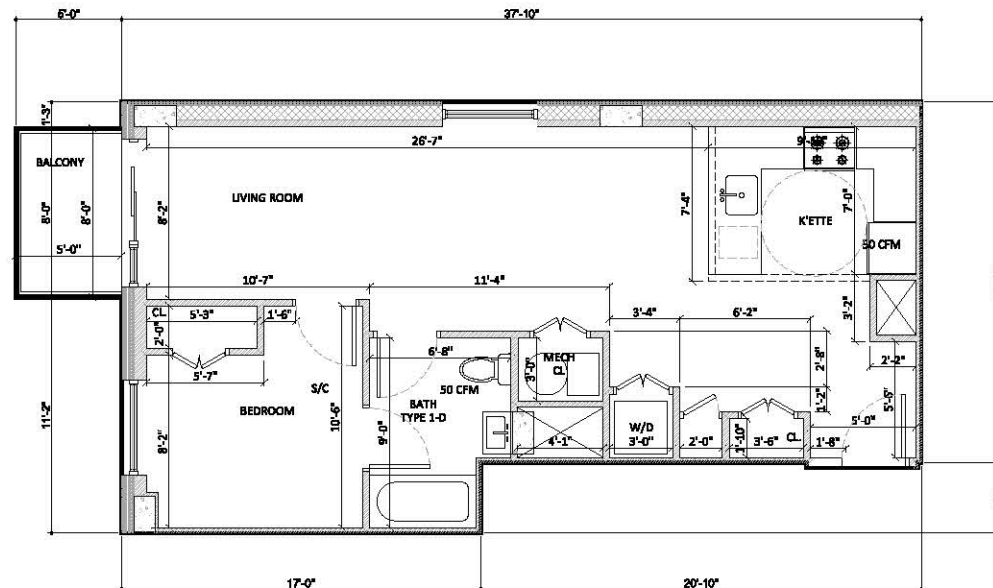 6'-0"
37'-10"
1'-3"
BALCONY
8'-0"
8'-0"
5'-0"
26'-7"
LIVING ROOM
8'-2"
7'-4"
K'ETTE
7'-0"
50 CFM
10'-7"
11'-4"
CL
5'-3"
1'-6"
2'-0"
5'-7"
3'-4"
6'-2"
3'-2"
2'-2"
2'-8"
1'-2"
6'-8"
3'-0"
MECH
CL
50 CFM
BATH
TYPE 1-D
S/C
BEDROOM
11'-2"
8'-2"
10'-6"
9'-0"
4'-1"
W/D
3'-0"
2'-0"
1'-10"
3'-6"
CL
1'-8"
5'-0"
17'-0"
20'-10"